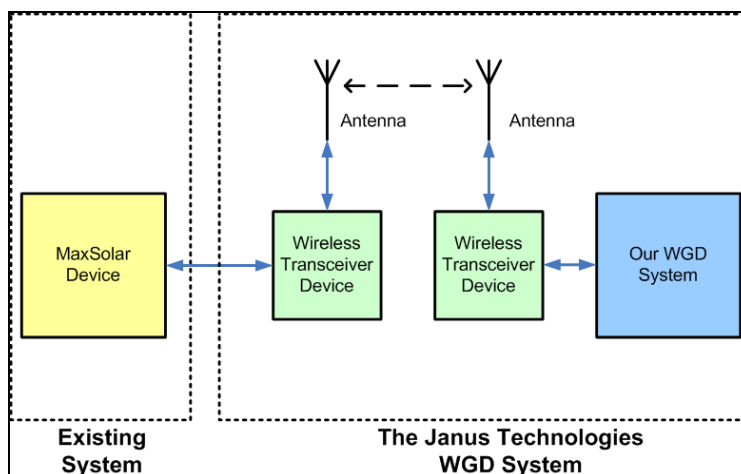 Antenna
Antenna
MaxSolar
Device
Wireless
Transceiver
Device
Wireless
Transceiver
Device
Our WGD
System
Existing
System
The Janus Technologies
WGD System